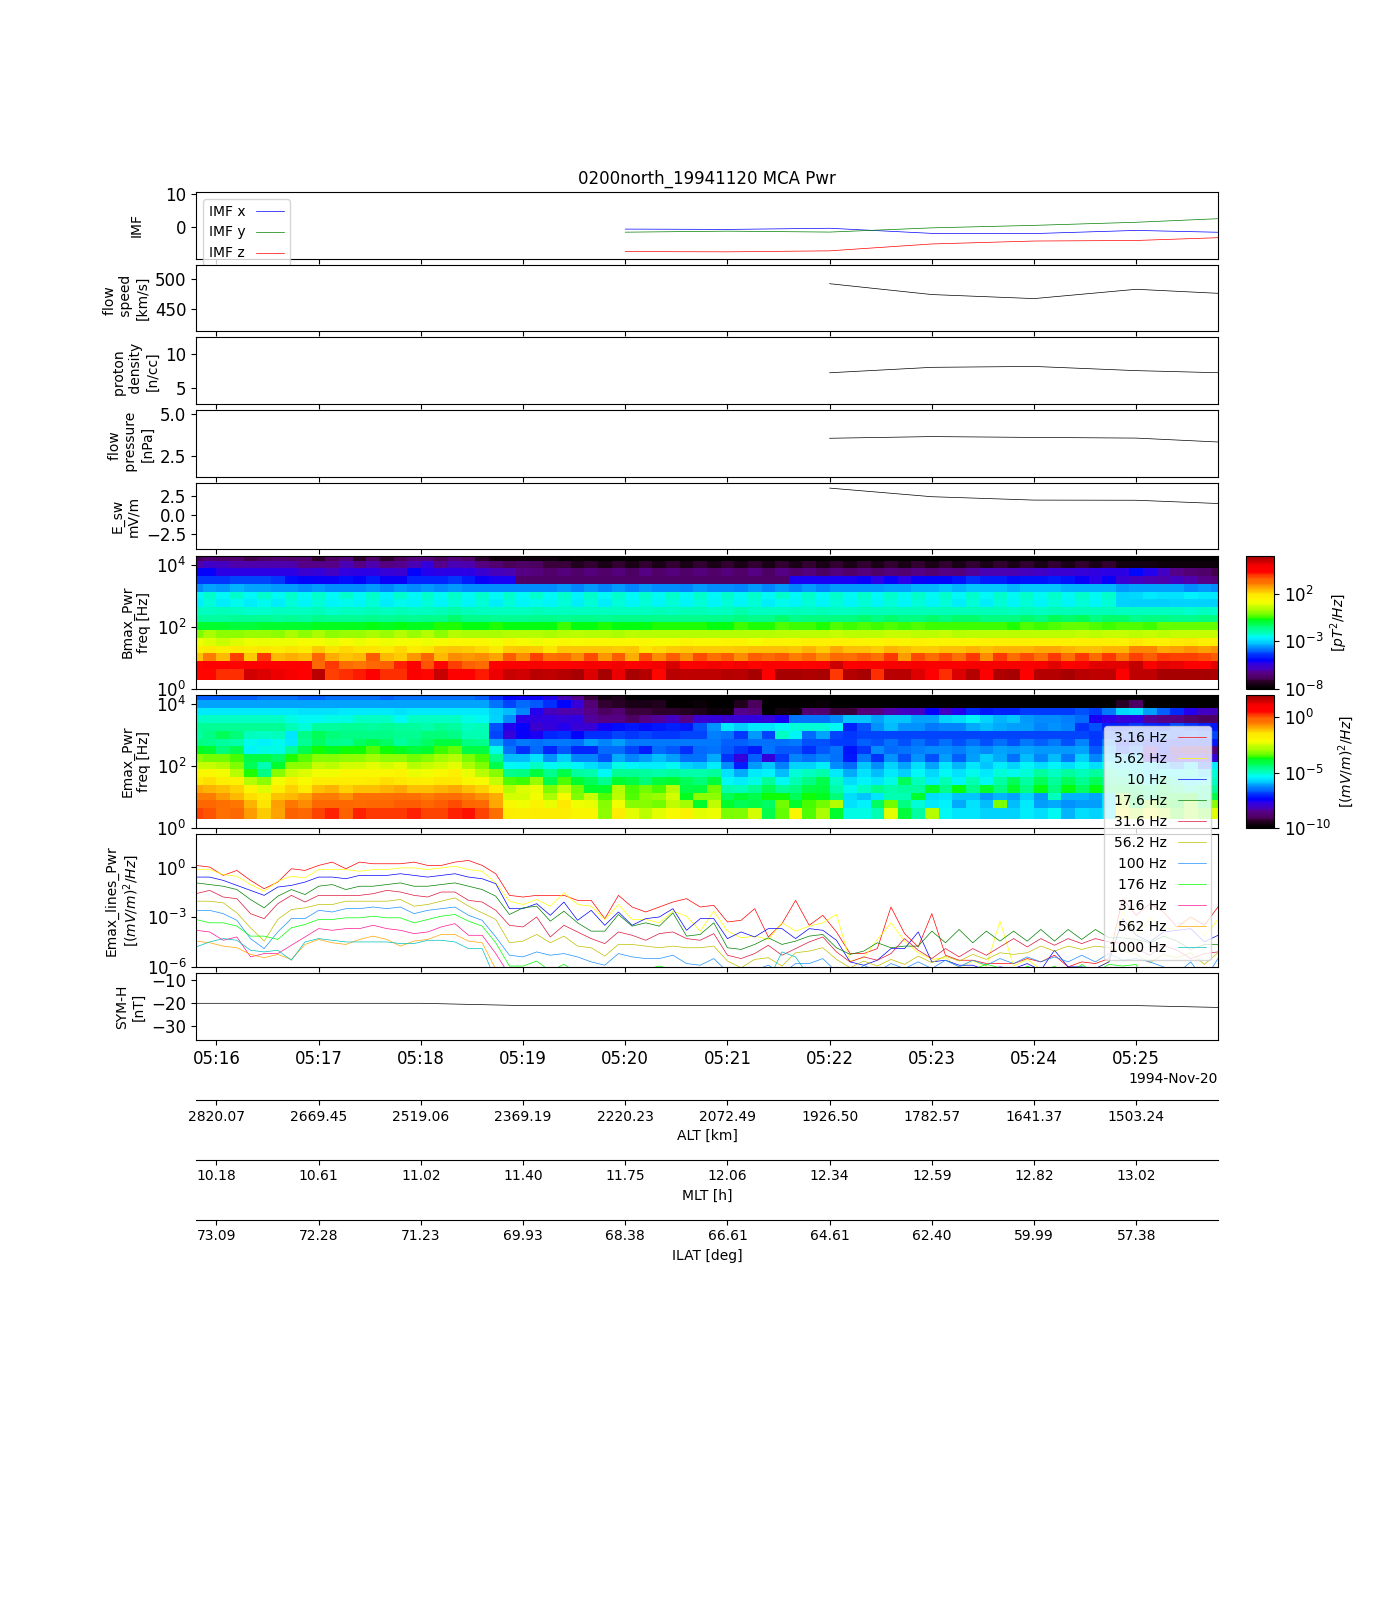 0200north_19941120 MCA Pwr
10
0
IMF
IMF x
IMF y
IMF z
500
450
flow
speed
[km/s]
10
5
proton
density
[n/cc]
5.0
2.5
flow
pressure
[nPa]
2.5
0.0
−2.5
E_sw
mV/m
10^4
10^2
10^0
Bmax_Pwr
freq [Hz]
10^2
10^−3
10^−8
[pT^2/Hz]
10^4
10^2
10^0
Emax_Pwr
freq [Hz]
10^0
10^−5
10^−10
[(mV/m)^2/Hz]
3.16 Hz
5.62 Hz
10 Hz
17.6 Hz
31.6 Hz
56.2 Hz
100 Hz
176 Hz
316 Hz
562 Hz
1000 Hz
10^0
10^−3
10^−6
Emax_lines_Pwr
[(mV/m)^2/Hz]
−10
−20
−30
SYM-H
[nT]
05:16 05:17 05:18 05:19 05:20 05:21 05:22 05:23 05:24 05:25
1994-Nov-20
2820.07 2669.45 2519.06 2369.19 2220.23 2072.49 1926.50 1782.57 1641.37 1503.24
ALT [km]
10.18 10.61 11.02 11.40 11.75 12.06 12.34 12.59 12.82 13.02
MLT [h]
73.09 72.28 71.23 69.93 68.38 66.61 64.61 62.40 59.99 57.38
ILAT [deg]